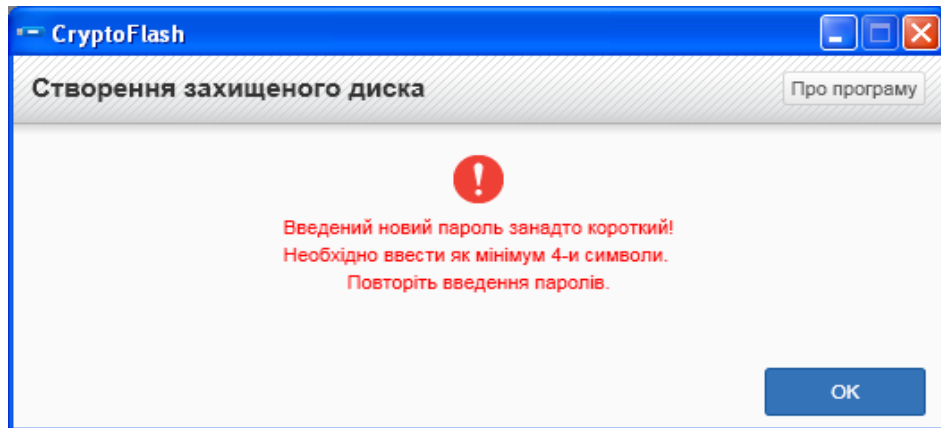 CryptoFlash
Створення захищеного диска
Про програму
Введений новий пароль занадто короткий!
Необхідно ввести як мінімум 4-и символи.
Повторіть введення паролів.
OK